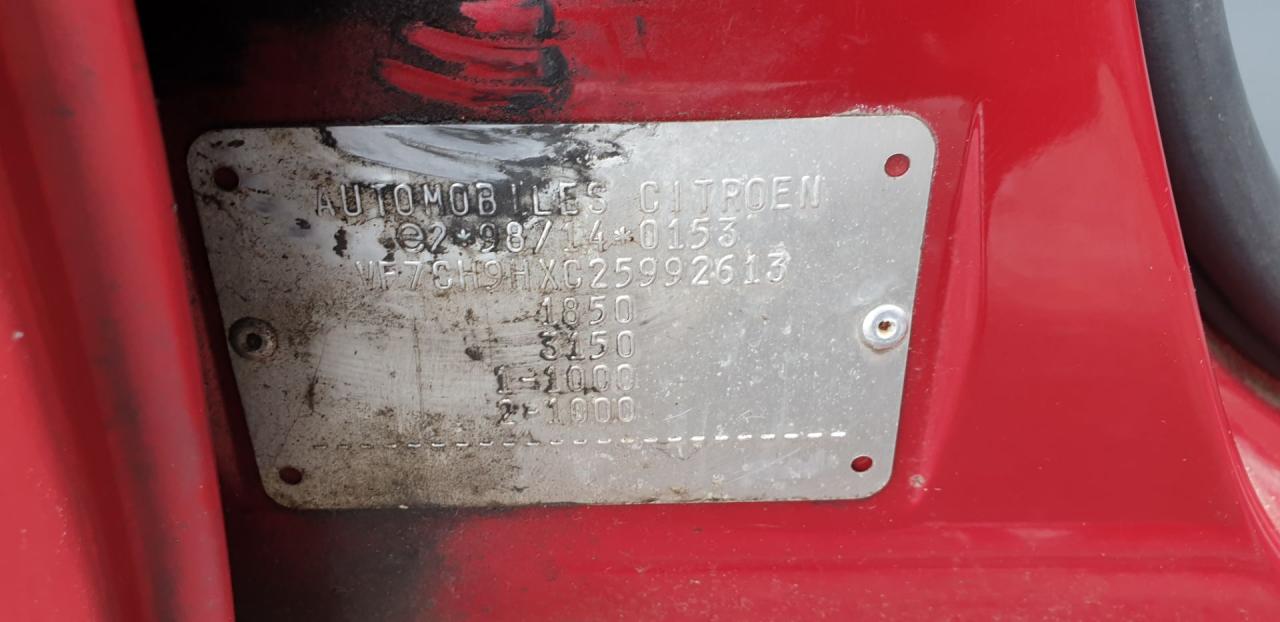 AUTOMOBILES CITROEN
e2*98/14*0153
VF7CH9HXC25992613
1850
3150
1-1000
2-1000